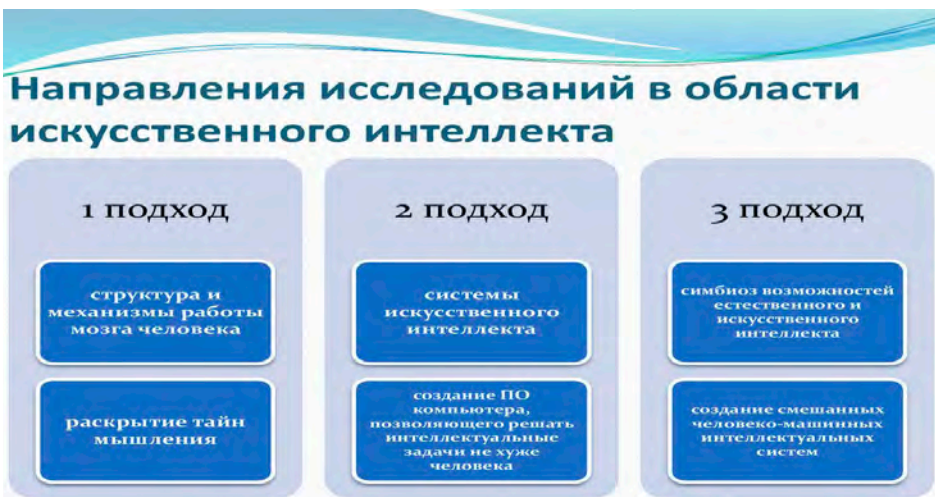 Направления исследований в области
искусственного интеллекта
1 подход
структура и
механизмы работы
мозга человека
раскрытие тайн
мышления
2 подход
системы
искусственного
интеллекта
создание ПО
компьютера,
позволяющего решать
интеллектуальные
задачи не хуже
человека
3 подход
симбиоз возможностей
естественного и
искусственного
интеллекта
создание смешанных
человеко-машинных
интеллектуальных
систем